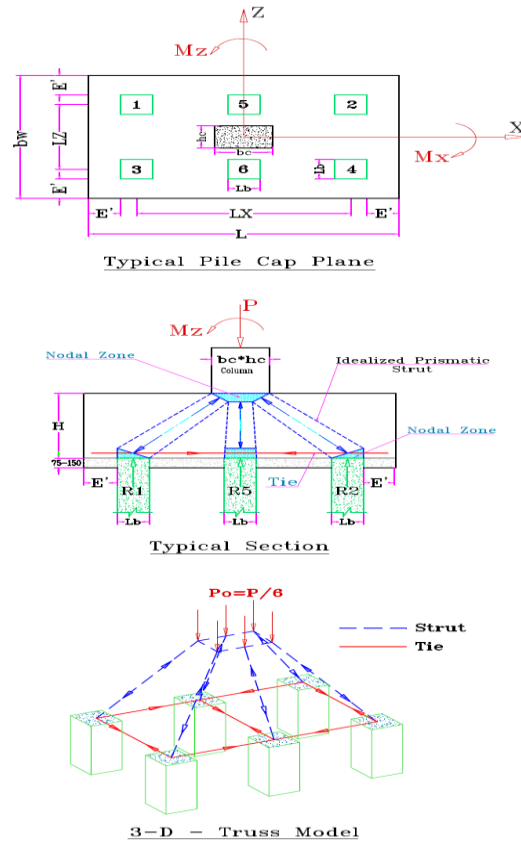 Z
Mz
E'
1
5
2
bw
LZ
hc
bc
X
Mx
3
6
4
Lb
Lb
E'
E'
LX
E'
L
Typical Pile Cap Plane
P
Mz
Nodal Zone
bc*hc
Column
Idealized Prismatic
Strut
H
Nodal Zone
75-150
E'
R1
R5
Tie
R2
E'
Lb
Lb
Lb
Typical Section
Po=P/6
Strut
Tie
3-D - Truss Model